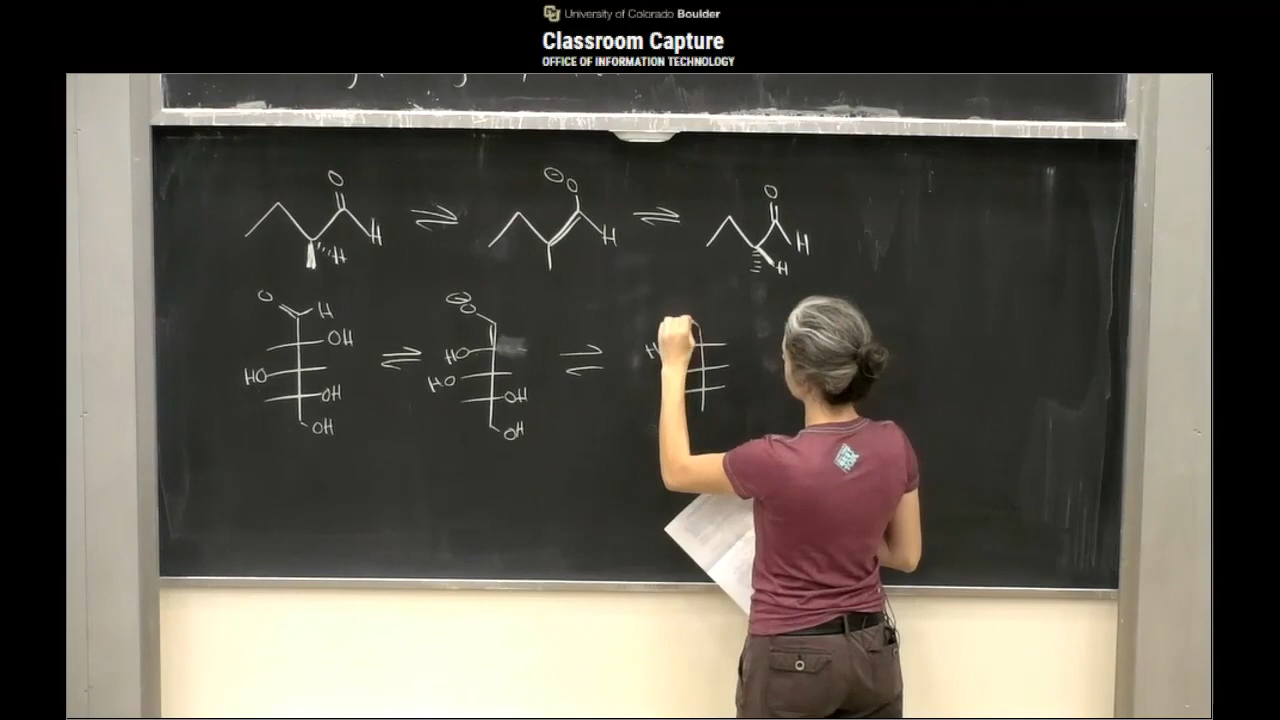 University of Colorado Boulder
Classroom Capture
OFFICE OF INFORMATION TECHNOLOGY
O H H
O H
O H H
O H OH HO OH OH
O HO HO OH OH
H